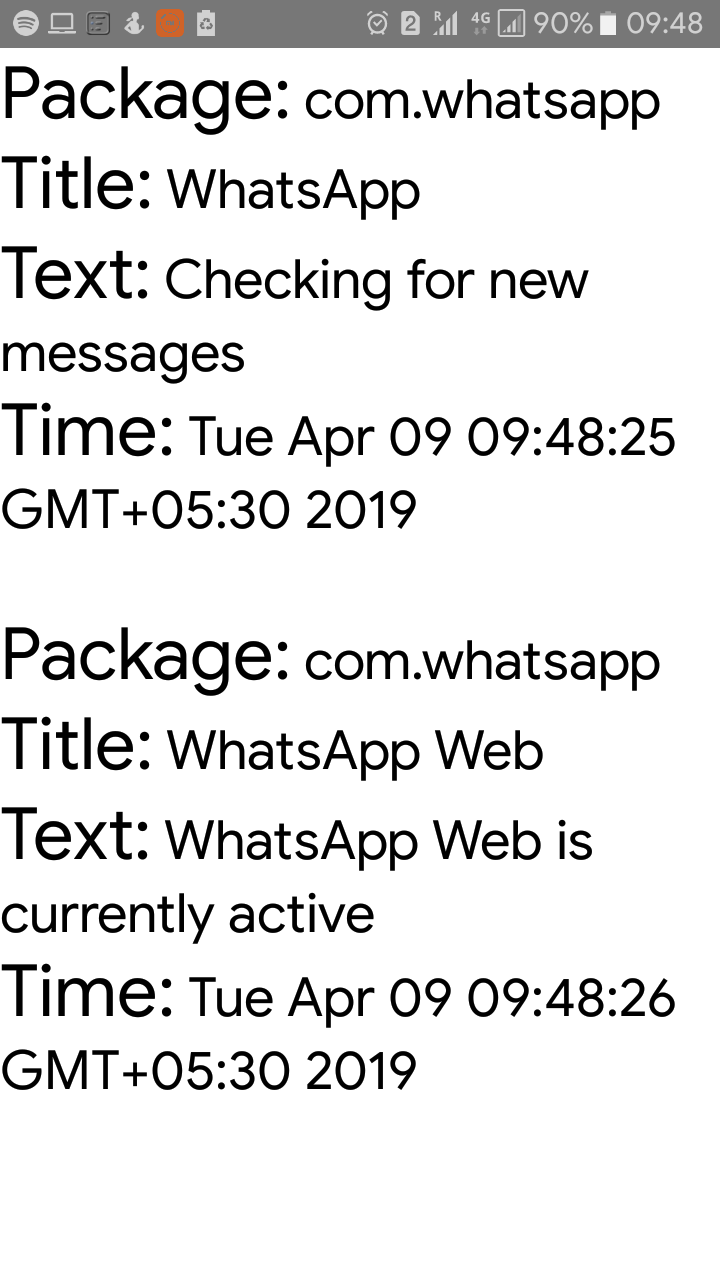 2 R 4G 90% 09:48
Package: com.whatsapp
Title: WhatsApp
Text: Checking for new
messages
Time: Tue Apr 09 09:48:25
GMT+05:30 2019
Package: com.whatsapp
Title: WhatsApp Web
Text: WhatsApp Web is
currently active
Time: Tue Apr 09 09:48:26
GMT+05:30 2019